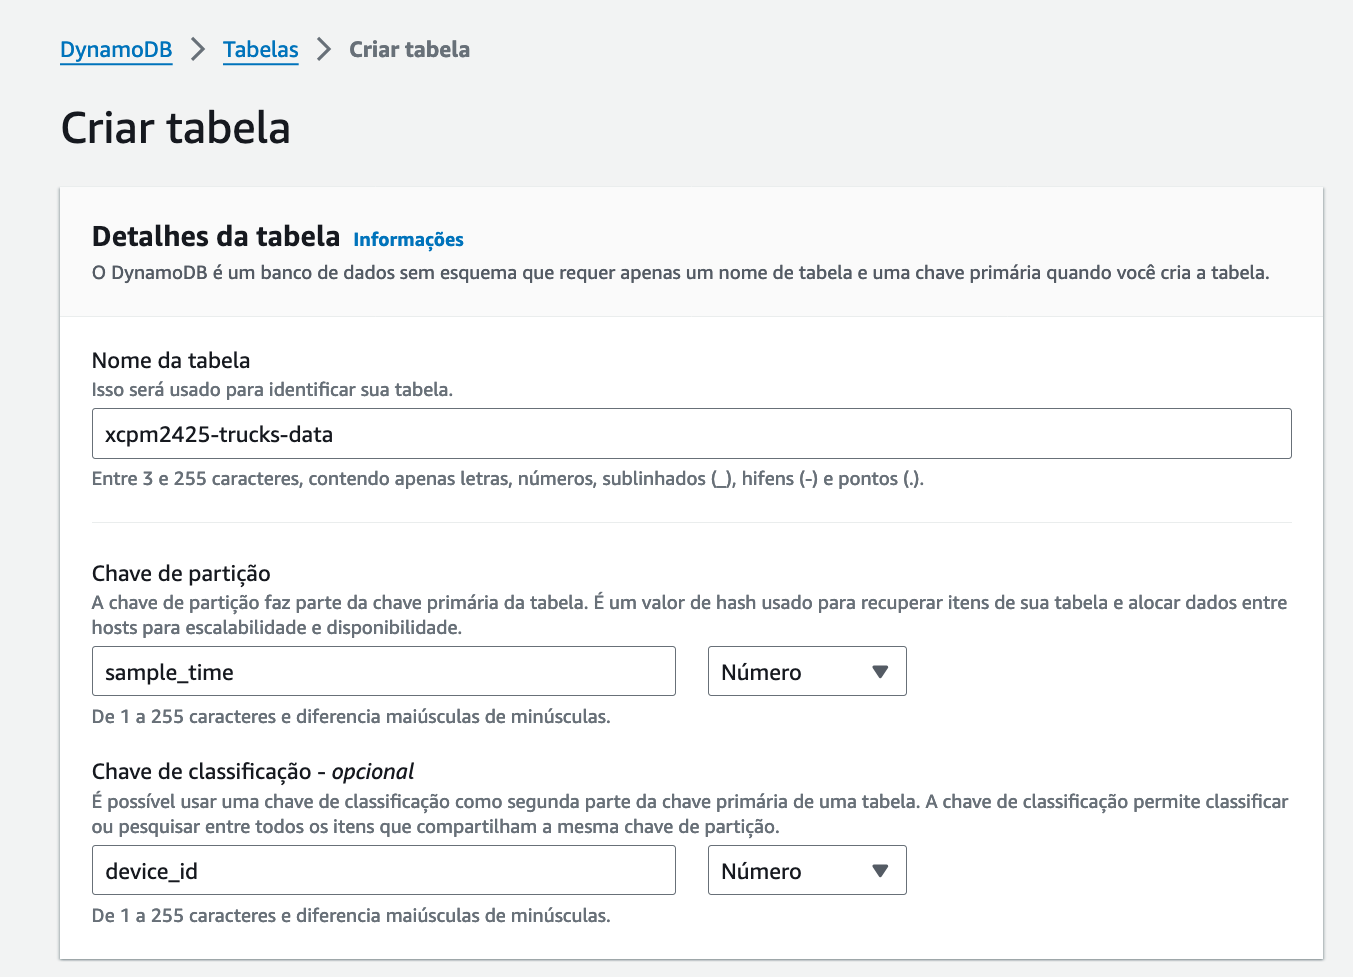 DynamoDB > Tabelas > Criar tabela
Criar tabela
Detalhes da tabela Informações
O DynamoDB é um banco de dados sem esquema que requer apenas um nome de tabela e uma chave primária quando você cria a tabela.
Nome da tabela
Isso será usado para identificar sua tabela.
xcpm2425-trucks-data
Entre 3 e 255 caracteres, contendo apenas letras, números, sublinhados (_), hifens (-) e pontos (.).
Chave de partição
A chave de partição faz parte da chave primária da tabela. É um valor de hash usado para recuperar itens de sua tabela e alocar dados entre
hosts para escalabilidade e disponibilidade.
sample_time Número
De 1 a 255 caracteres e diferencia maiúsculas de minúsculas.
Chave de classificação - opcional
É possível usar uma chave de classificação como segunda parte da chave primária de uma tabela. A chave de classificação permite classificar
ou pesquisar entre todos os itens que compartilham a mesma chave de partição.
device_id Número
De 1 a 255 caracteres e diferencia maiúsculas de minúsculas.